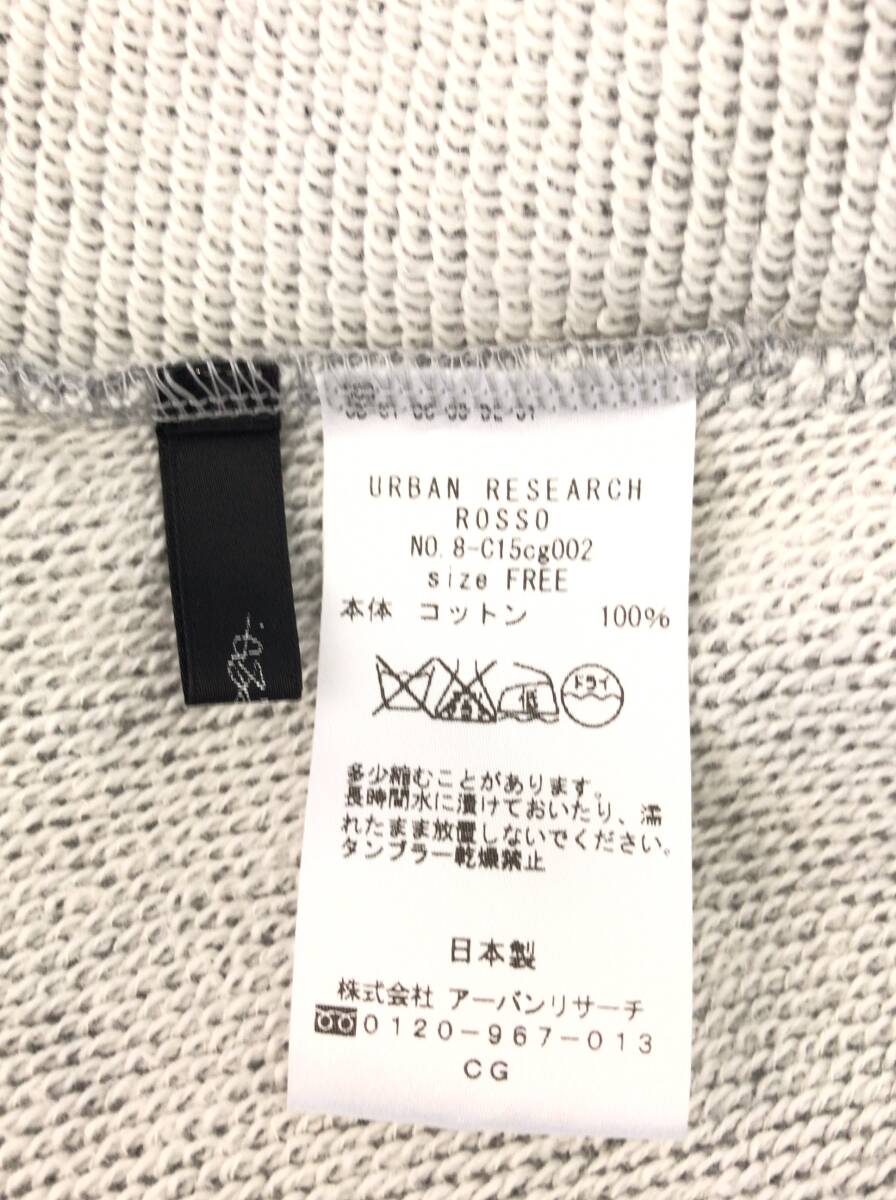 URBAN RESEARCH
ROSSO
NO. 8-C15cg002
size FREE
本体 コットン 100%
低 ドライ
多少縮むことがあります。
長時間水に漬けておいたり、濡
れたまま放置しないでください。
タンブラー乾燥禁止
日本製
株式会社 アーバンリサーチ
0120-967-013
CG